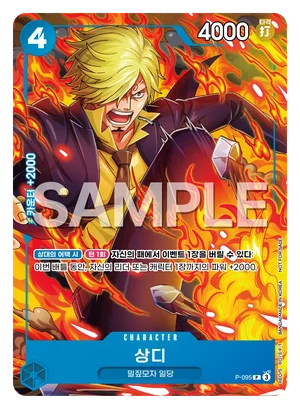 4
4000
타격
打
카운터 +2000
SAMPLE
상대의 어택 시 턴 1회 자신의 패에서 이벤트 1장을 버릴 수 있다:
이번 배틀 동안, 자신의 리더 또는 캐릭터 1장까지의 파워 +2000.
CHARACTER
상디
밀짚모자 일당
P-095 P 3